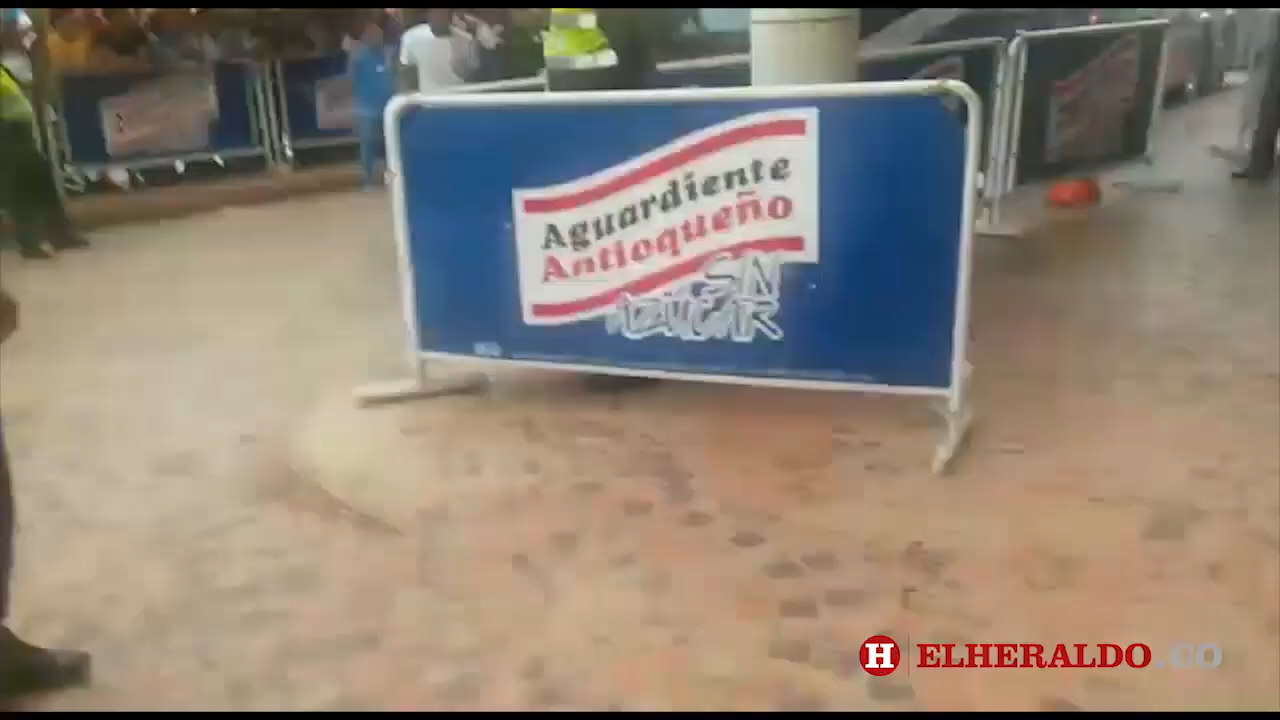 Aguardiente
Antioqueño
SIN
AZÚCAR
H ELHERALDO.CO